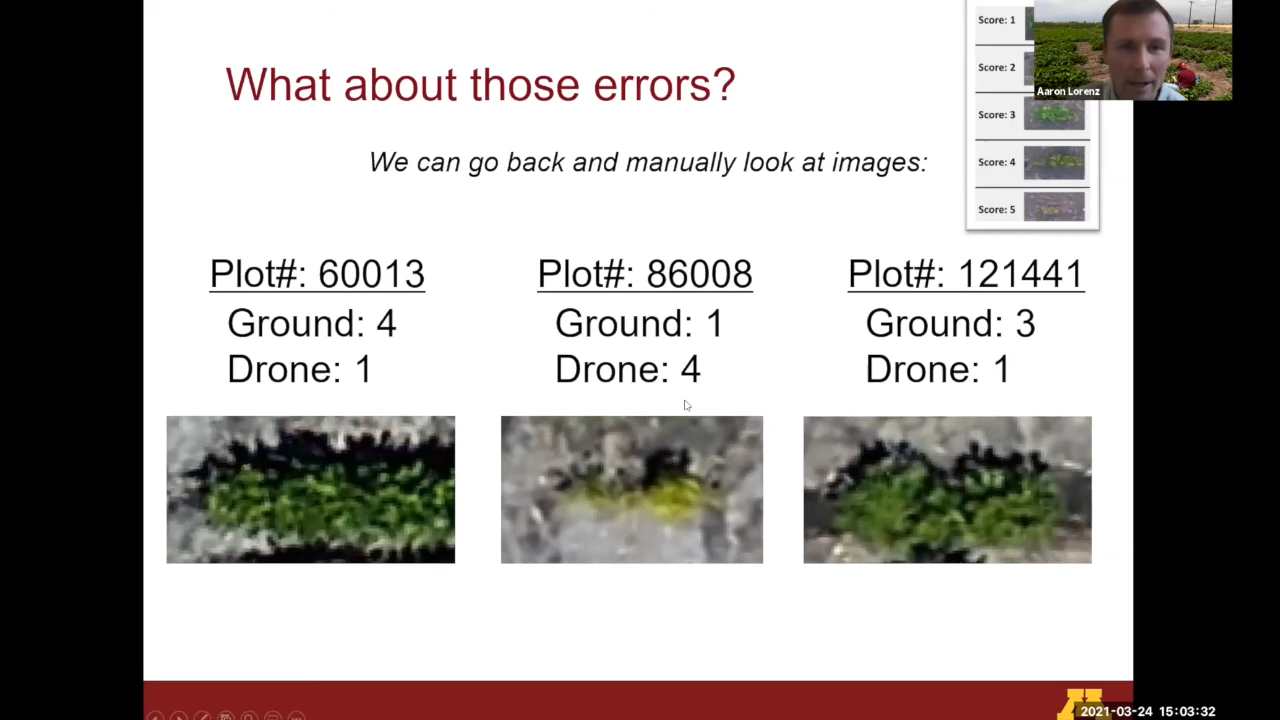 What about those errors?
We can go back and manually look at images:
Score: 1
Score: 2
Score: 3
Score: 4
Score: 5
Aaron Lorenz
Plot#: 60013
Ground: 4
Drone: 1
Plot#: 86008
Ground: 1
Drone: 4
Plot#: 121441
Ground: 3
Drone: 1
2021-03-24 15:03:32